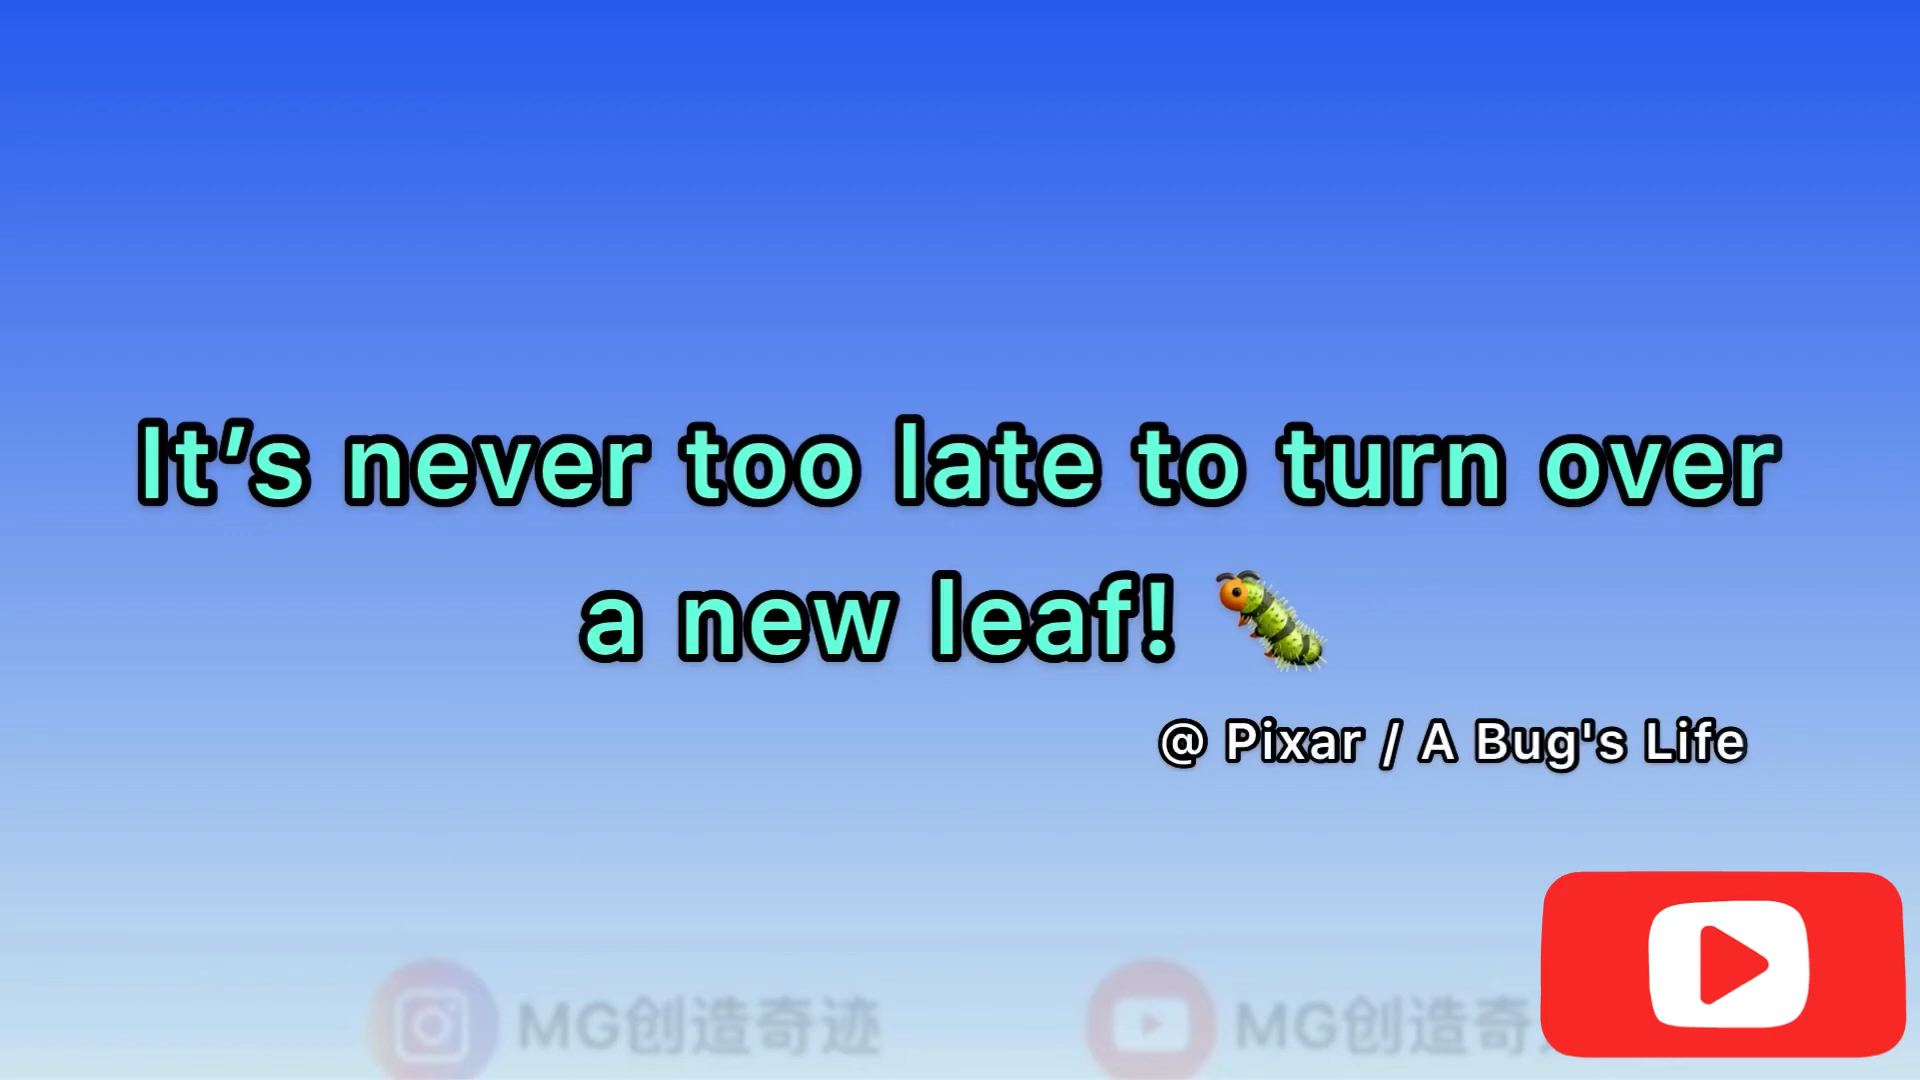 It’s never too late to turn over
a new leaf! 🐛
@ Pixar / A Bug's Life
MG创造奇迹
MG创造奇